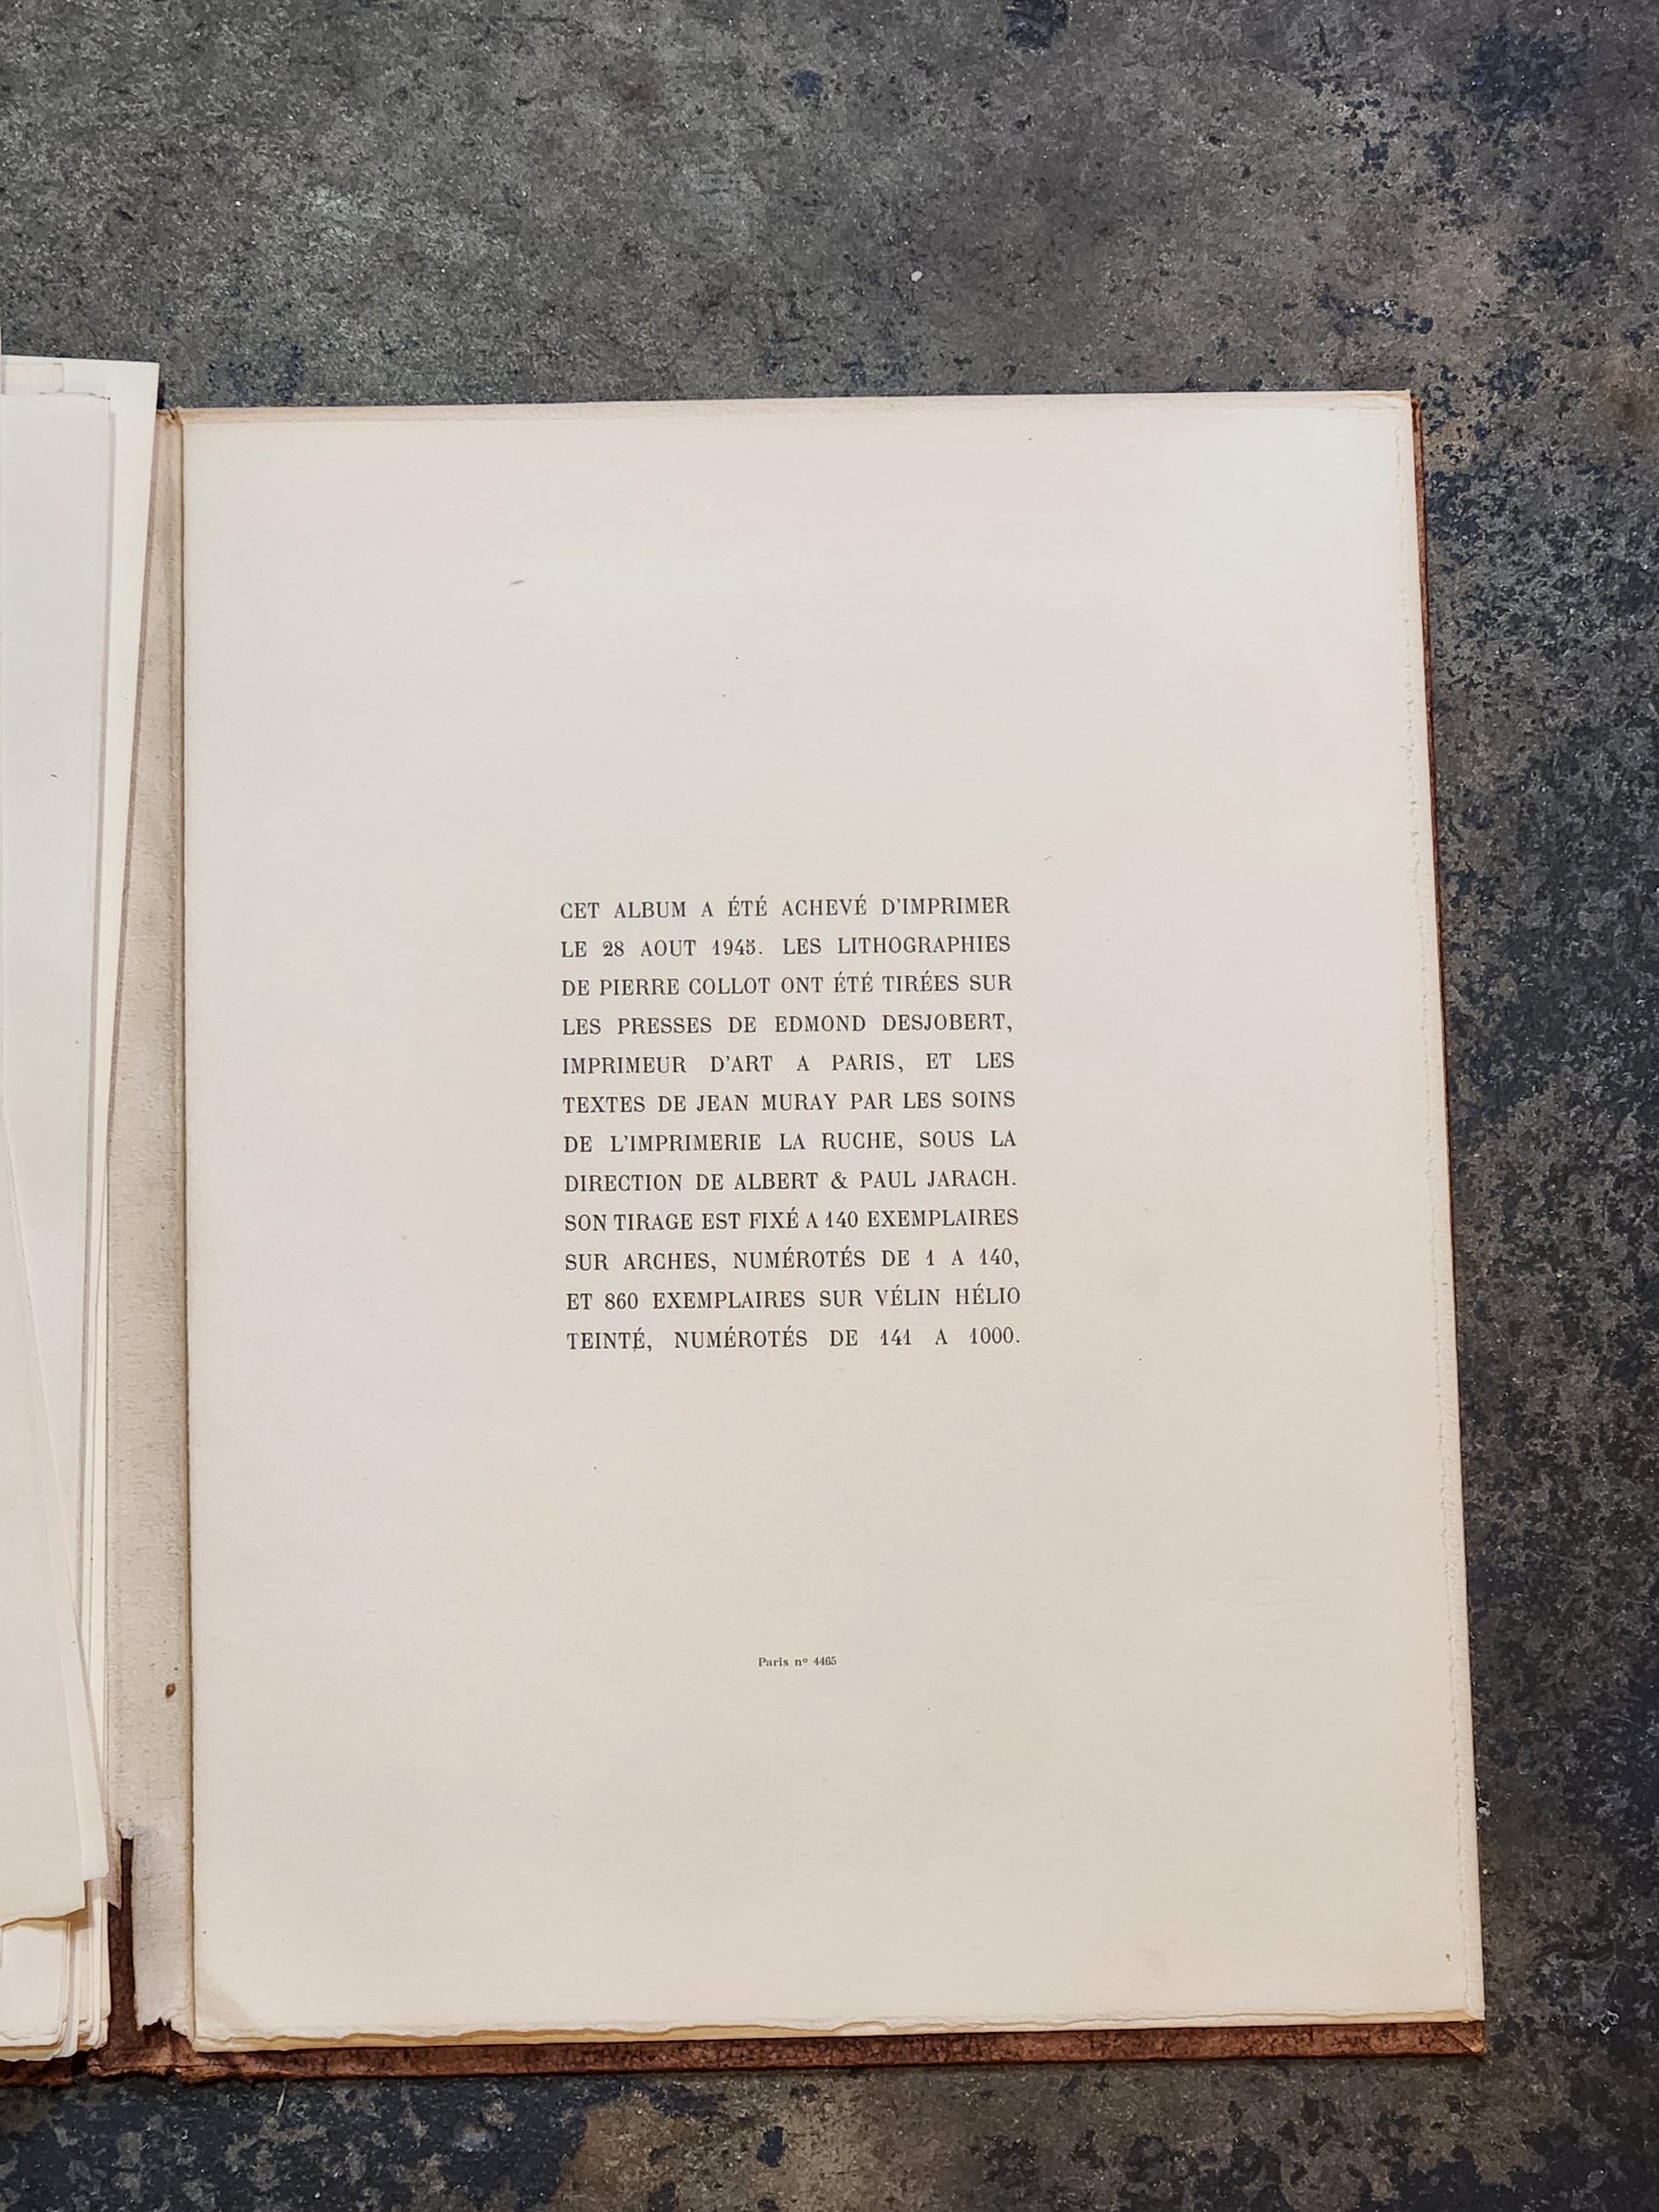 CET ALBUM A ÉTÉ ACHEVÉ D'IMPRIMER
LE 28 AOUT 1945. LES LITHOGRAPHIES
DE PIERRE COLLOT ONT ÉTÉ TIRÉES SUR
LES PRESSES DE EDMOND DESJOBERT,
IMPRIMEUR D'ART A PARIS, ET LES
TEXTES DE JEAN MURAY PAR LES SOINS
DE L'IMPRIMERIE LA RUCHE, SOUS LA
DIRECTION DE ALBERT & PAUL JARACH.
SON TIRAGE EST FIXÉ A 140 EXEMPLAIRES
SUR ARCHES, NUMÉROTÉS DE 1 A 140,
ET 860 EXEMPLAIRES SUR VÉLIN HÉLIO
TEINTÉ, NUMÉROTÉS DE 141 A 1000.
Paris nº 4465